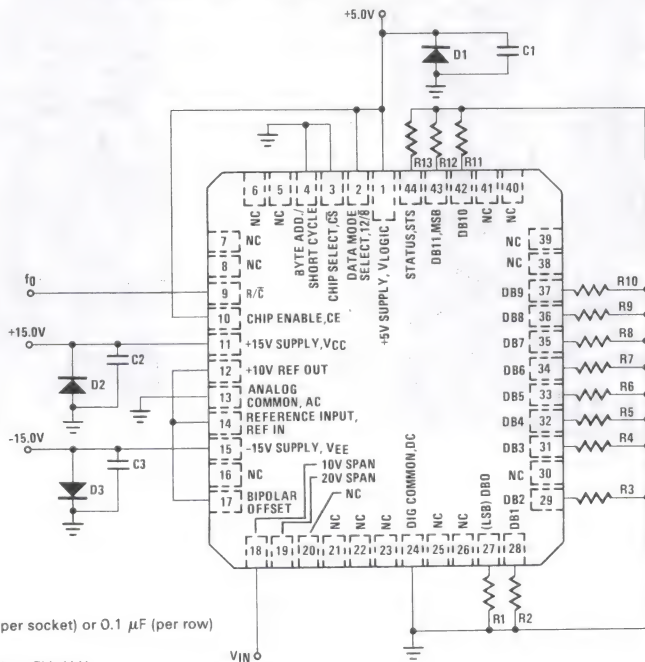 +5.0V
D1
C1
R13
R12
R11
6
5
4
3
2
1
44
43
42
41
40
NC
NC
BYTE ADD./
SHORT CYCLE
CHIP SELECT, C̅S̅
DATA MODE
SELECT, 12/8̅
+5V SUPPLY, VLOGIC
STATUS, STS
DB11, MSB
DB10
NC
NC
7 NC
8 NC
f0
9 R/C̅
10 CHIP ENABLE, CE
+15.0V
11 +15V SUPPLY, VCC
C2
D2
12 +10V REF OUT
13 ANALOG
COMMON, AC
14 REFERENCE INPUT,
REF IN
-15.0V
15 -15V SUPPLY, VEE
C3
D3
16 NC
17 BIPOLAR
OFFSET
10V SPAN
20V SPAN
NC
NC 39
NC 38
DB9 37 R10
DB8 36 R9
DB7 35 R8
DB6 34 R7
DB5 33 R6
DB4 32 R5
DB3 31 R4
NC 30
DB2 29 R3
NC
NC
NC
DIG COMMON, DC
NC
NC
(LSB) DB0
DB1
18
19
20
21
22
23
24
25
26
27
28
R1
R2
VIN
per socket) or 0.1 μF (per row)